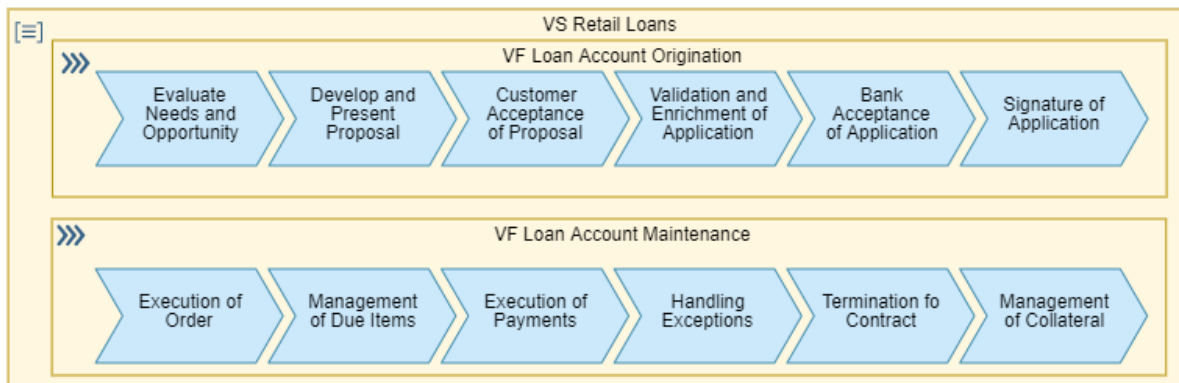 VS Retail Loans
VF Loan Account Origination
Evaluate
Needs and
Opportunity
Develop and
Present
Proposal
Customer
Acceptance
of Proposal
Validation and
Enrichment of
Application
Bank
Acceptance
of Application
Signature of
Application
VF Loan Account Maintenance
Execution of
Order
Management
of Due Items
Execution of
Payments
Handling
Exceptions
Termination fo
Contract
Management
of Collateral